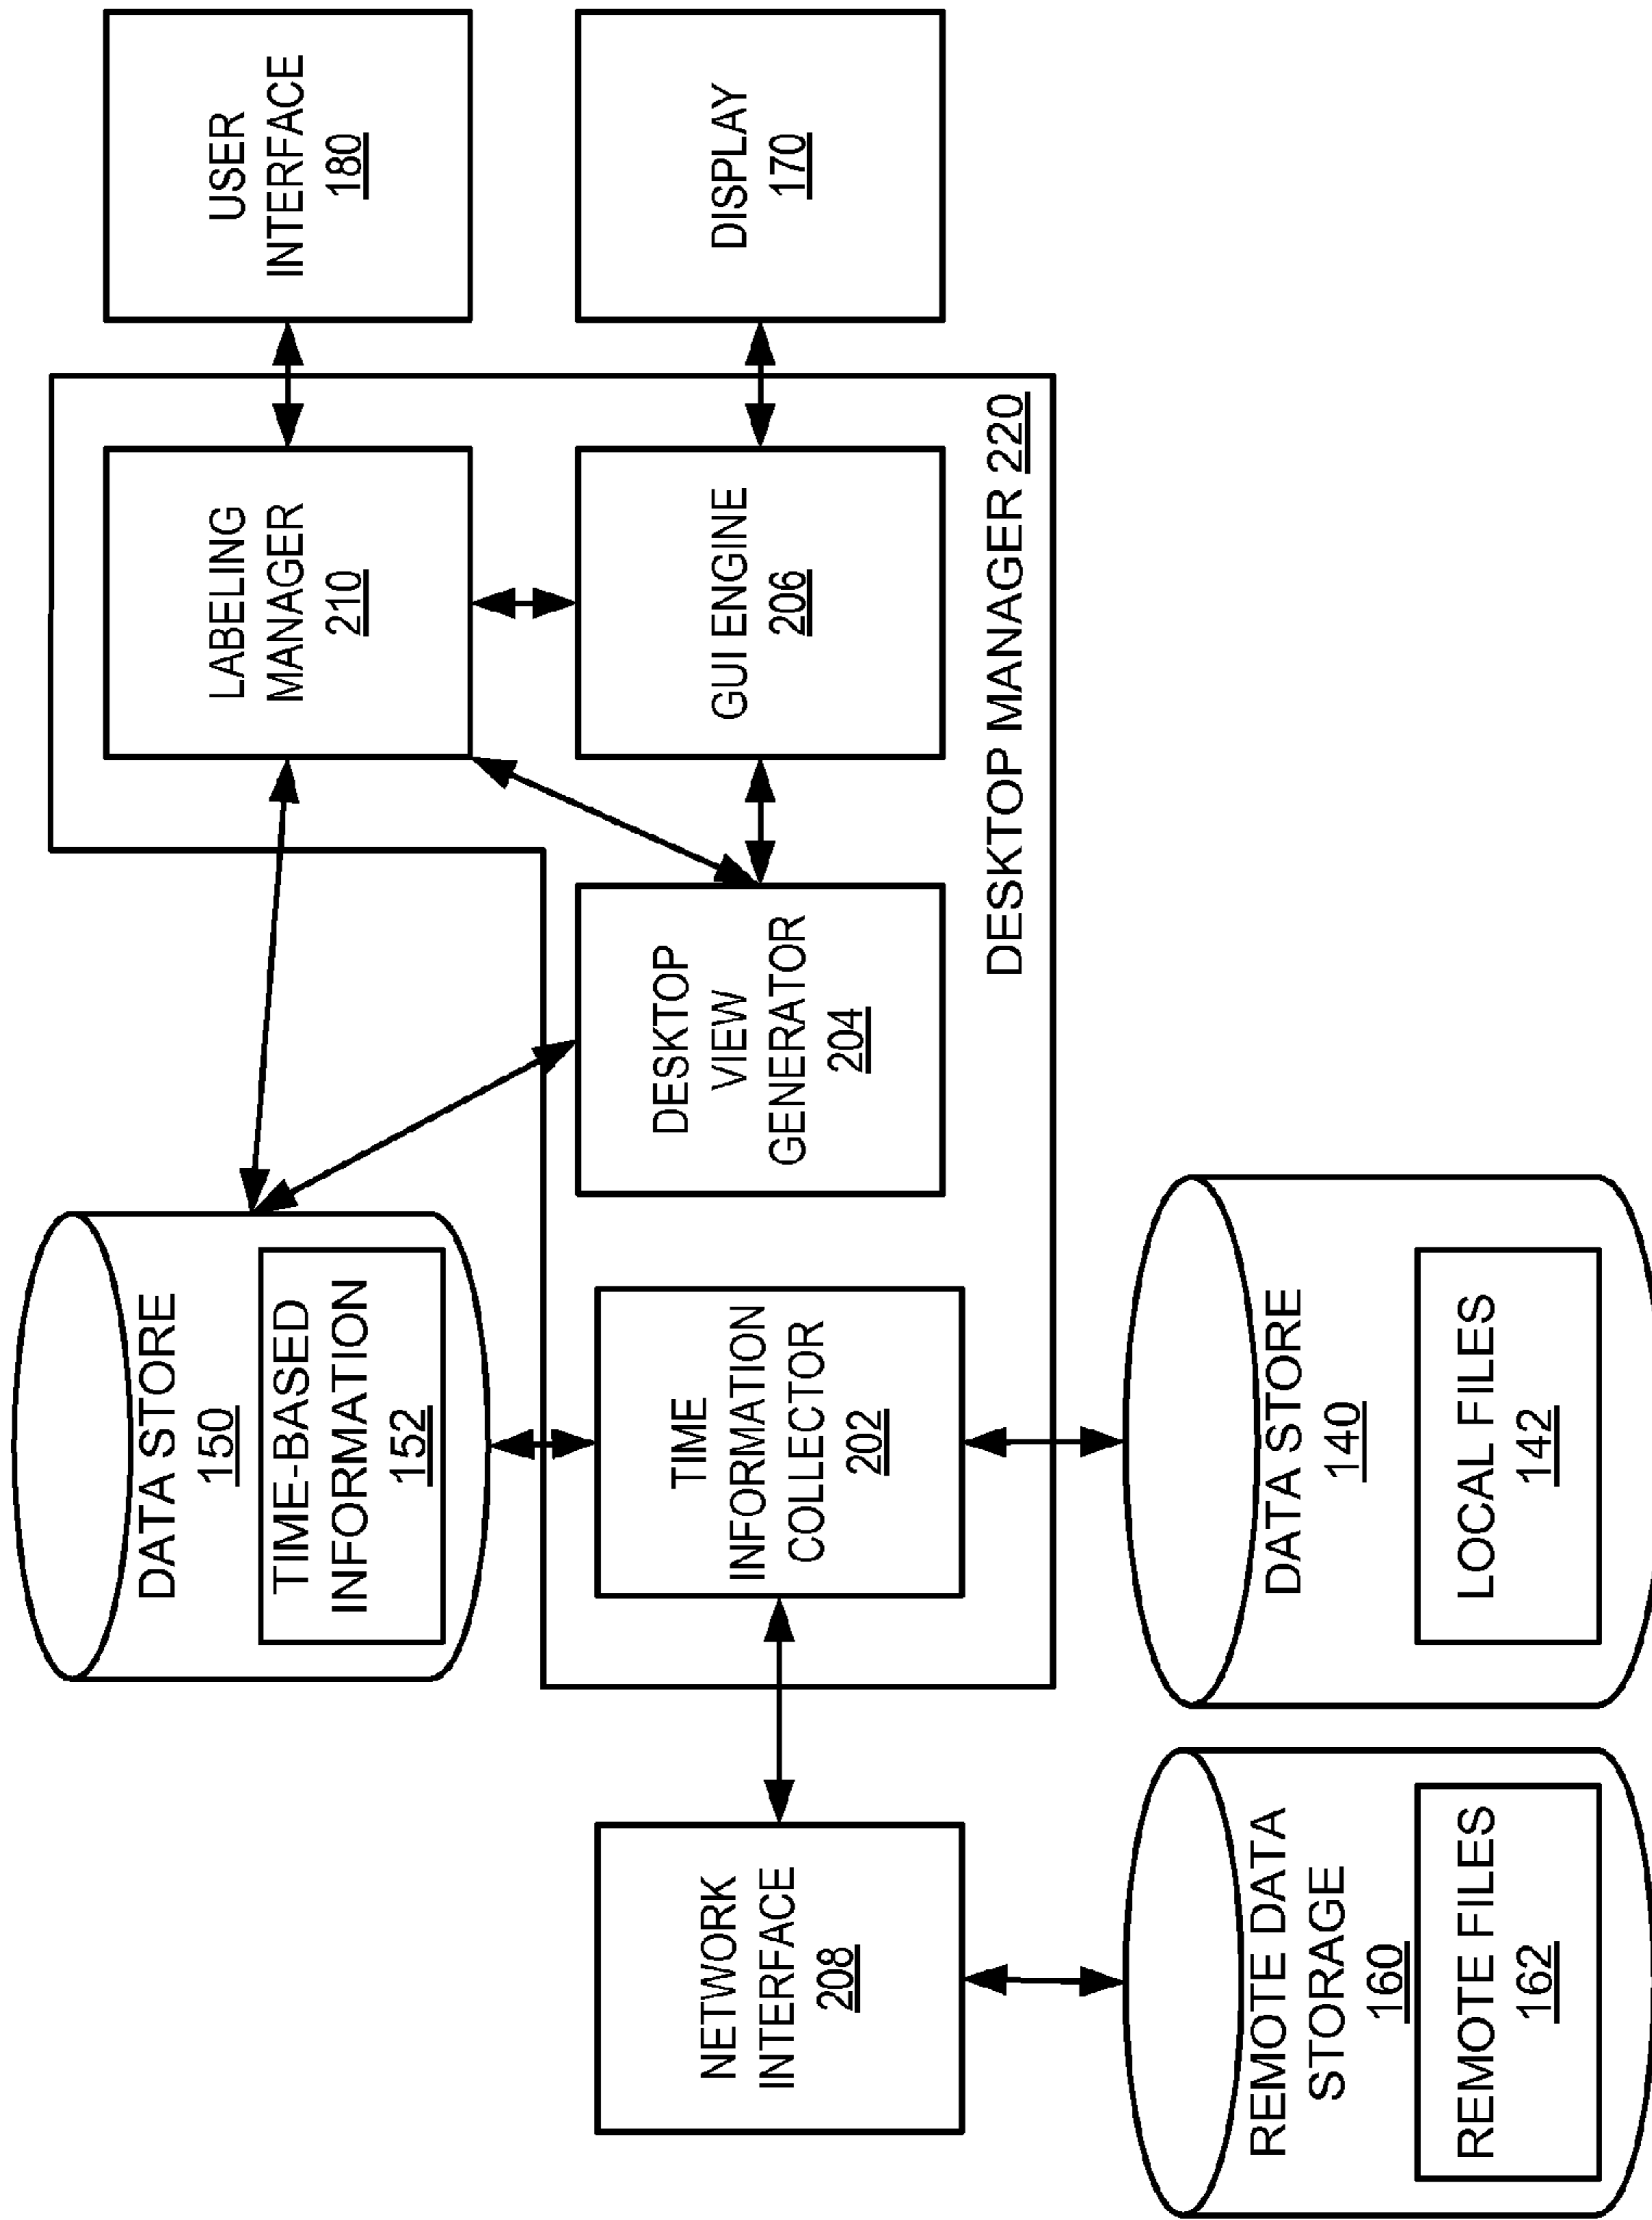 DATA STORE
150
TIME-BASED
INFORMATION
152
LABELING
MANAGER
210
USER
INTERFACE
180
NETWORK
INTERFACE
208
TIME
INFORMATION
COLLECTOR
202
DESKTOP
VIEW
GENERATOR
204
GUI ENGINE
206
DISPLAY
170
DESKTOP MANAGER 220
REMOTE DATA
STORAGE
160
REMOTE FILES
162
DATA STORE
140
LOCAL FILES
142